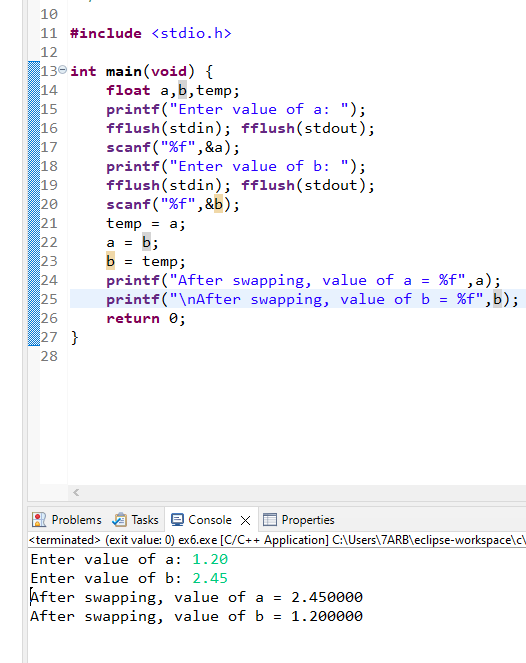 10
11 #include <stdio.h>
12
13 int main(void) {
14     float a,b,temp;
15     printf("Enter value of a: ");
16     fflush(stdin); fflush(stdout);
17     scanf("%f",&a);
18     printf("Enter value of b: ");
19     fflush(stdin); fflush(stdout);
20     scanf("%f",&b);
21     temp = a;
22     a = b;
23     b = temp;
24     printf("After swapping, value of a = %f",a);
25     printf("\nAfter swapping, value of b = %f",b);
26     return 0;
27 }
28
Problems Tasks Console Properties
<terminated> (exit value: 0) ex6.exe [C/C++ Application] C:\Users\7ARB\eclipse-workspace\c\
Enter value of a: 1.20
Enter value of b: 2.45
After swapping, value of a = 2.450000
After swapping, value of b = 1.200000